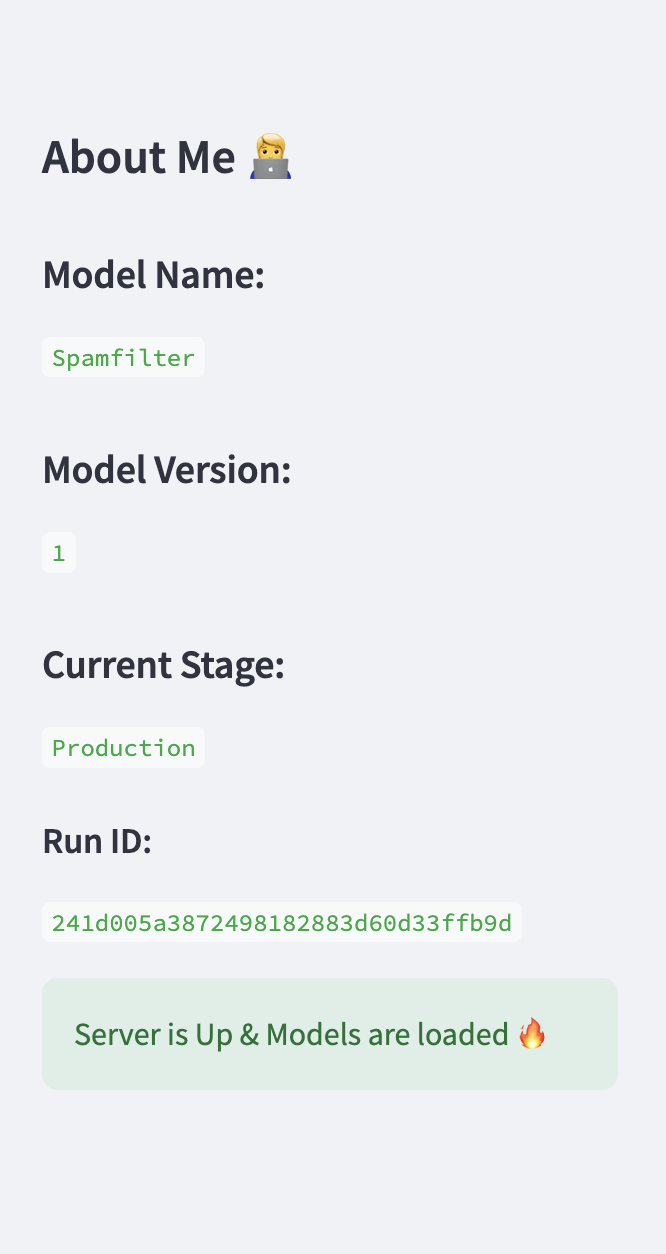 About Me 👨‍💻
Model Name:
Spamfilter
Model Version:
1
Current Stage:
Production
Run ID:
241d005a3872498182883d60d33ffb9d
Server is Up & Models are loaded 🔥